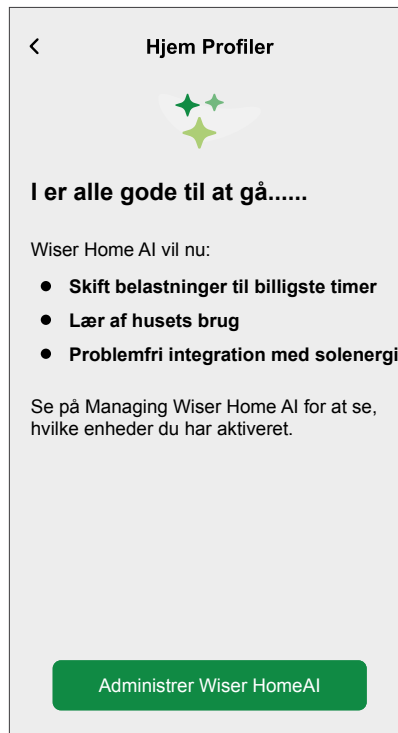 Hjem Profiler
I er alle gode til at gå......
Wiser Home AI vil nu:
● Skift belastninger til billigste timer
● Lær af husets brug
● Problemfri integration med solenergi
Se på Managing Wiser Home AI for at se,
hvilke enheder du har aktiveret.
Administrer Wiser HomeAI